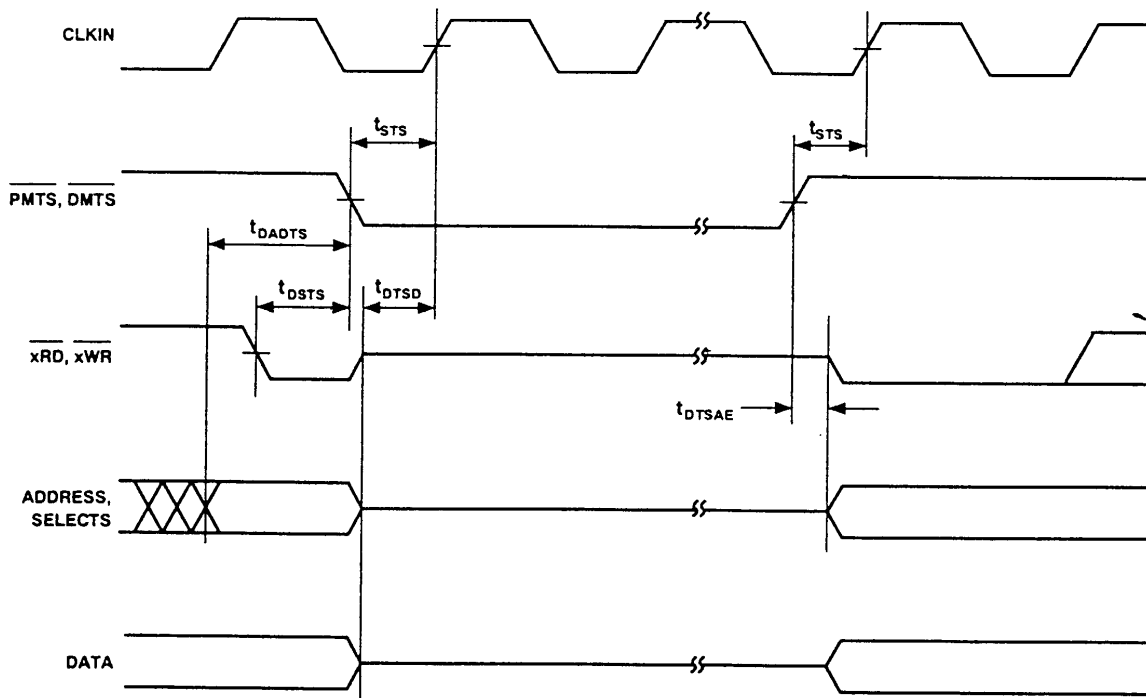 CLKIN
tSTS
tSTS
PMTS, DMTS
tDADTS
tDSTS
tDTSD
xRD, xWR
tDTSAE
ADDRESS,
SELECTS
DATA